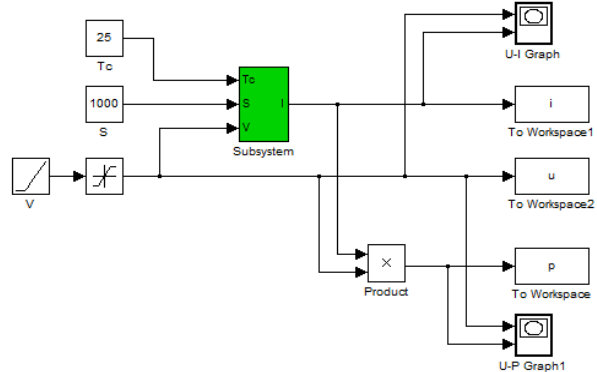 25
Tc
1000
S
V
Tc
S
V
I
Subsystem
U-I Graph
i
To Workspace1
u
To Workspace2
×
Product
p
To Workspace
U-P Graph1